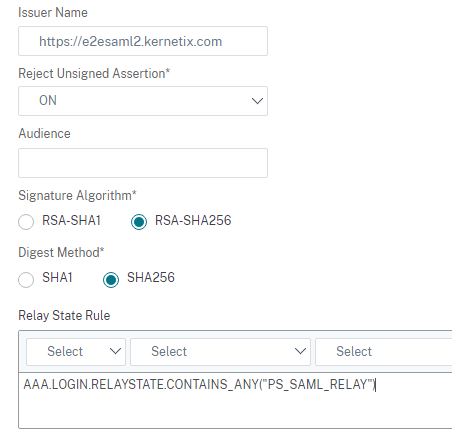 Issuer Name
https://e2esaml2.kernetix.com
Reject Unsigned Assertion*
ON
Audience
Signature Algorithm*
RSA-SHA1 RSA-SHA256
Digest Method*
SHA1 SHA256
Relay State Rule
Select Select Select
AAA.LOGIN.RELAYSTATE.CONTAINS_ANY("PS_SAML_RELAY")